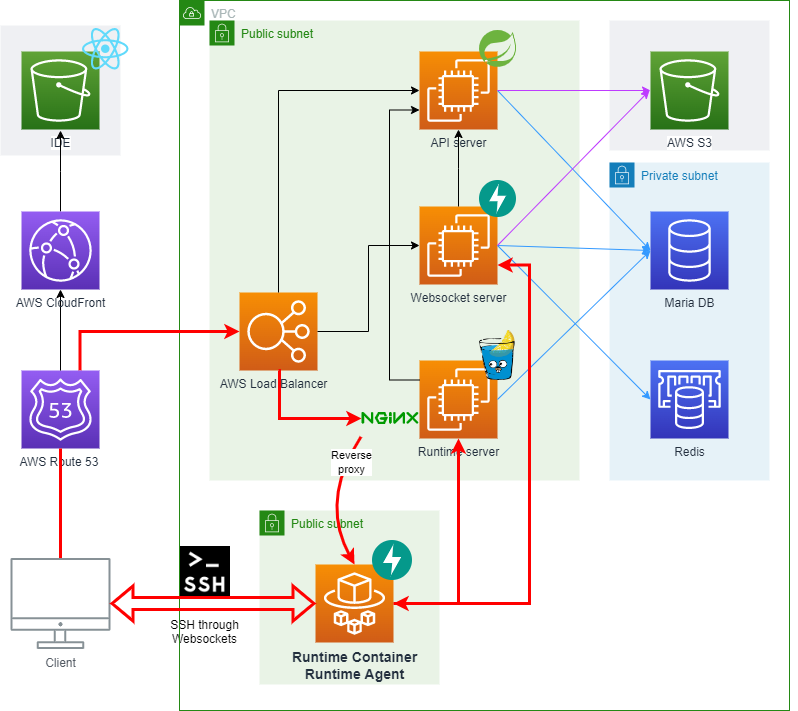 VPC
Public subnet
IDE
API server
AWS S3
Private subnet
AWS CloudFront
Websocket server
Maria DB
AWS Load Balancer
NGiNX
53
AWS Route 53
Reverse
proxy
Runtime server
Redis
Public subnet
>_
SSH
SSH through
Websockets
Client
Runtime Container
Runtime Agent